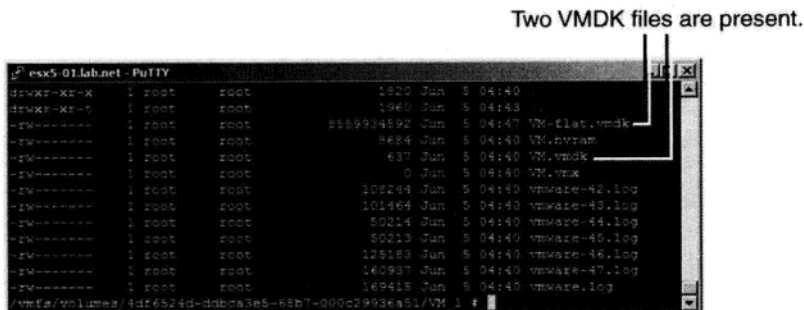 Two VMDK files are present.
esx5-01.lab.net - PuTTY
drwxr-xr-x 1 root root 1820 Jun 5 04:40 .
drwxr-xr-t 1 root root 1960 Jun 5 04:43 ..
-rw------- 1 root root 8589934592 Jun 5 04:47 VM-flat.vmdk
-rw------- 1 root root 8684 Jun 5 04:40 VM.nvram
-rw------- 1 root root 637 Jun 5 04:40 VM.vmdk
-rw------- 1 root root 0 Jun 5 04:40 VM.vmx
-rw------- 1 root root 108244 Jun 5 04:40 vmware-42.log
-rw------- 1 root root 101464 Jun 5 04:40 vmware-43.log
-rw------- 1 root root 50214 Jun 5 04:40 vmware-44.log
-rw------- 1 root root 50213 Jun 5 04:40 vmware-45.log
-rw------- 1 root root 125183 Jun 5 04:40 vmware-46.log
-rw------- 1 root root 160957 Jun 5 04:40 vmware-47.log
-rw------- 1 root root 169415 Jun 5 04:40 vmware.log
/vmfs/volumes/4df6524d-ddbca3e5-68b7-000c29936a51/VM_1 #